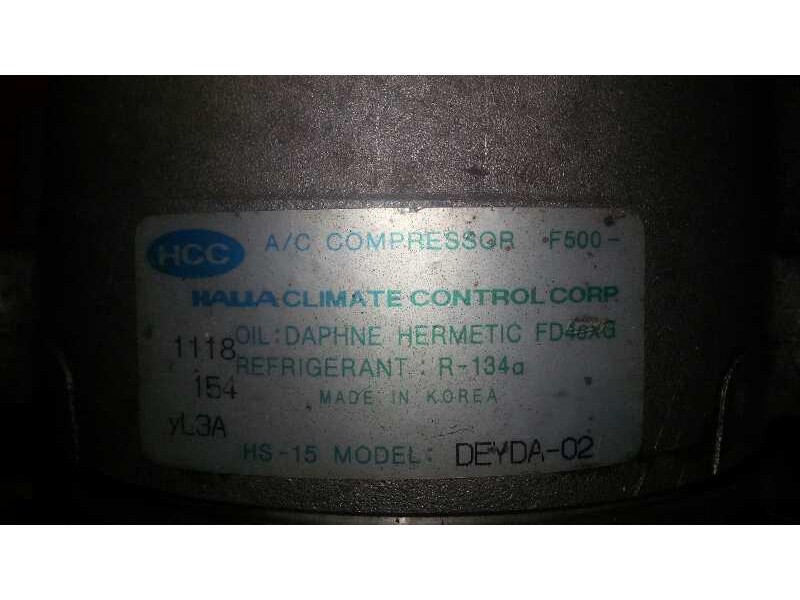 HCC A/C COMPRESSOR F500-
HALLA CLIMATE CONTROL CORP.
OIL: DAPHNE HERMETIC
1118 REFRIGERANT: R-134a
154 MADE IN KOREA
yL3A
HS-15 MODEL: DEYDA-02